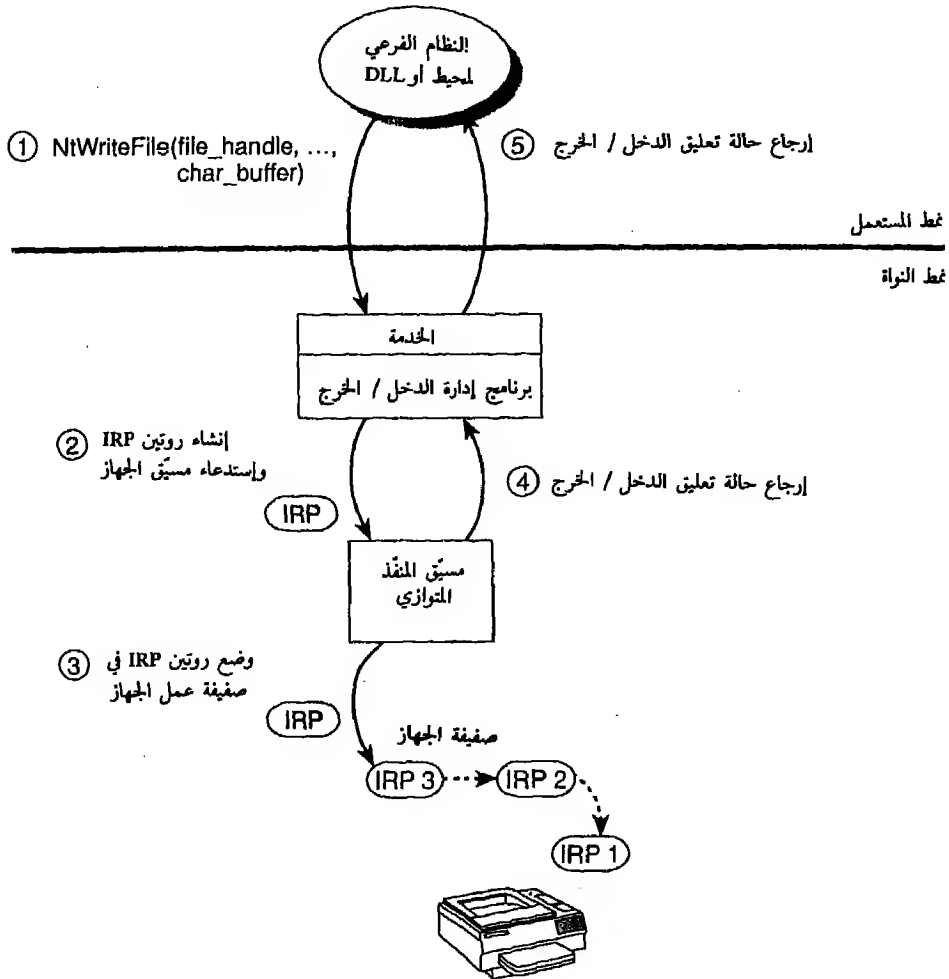 النظام الفرعي
لمحيط أو DLL
① NtWriteFile(file_handle, ...,
char_buffer)
⑤ إرجاع حالة تعليق الدخل / الخرج
نمط المستعمل
نمط النواة
الخدمة
برنامج إدارة الدخل / الخرج
② إنشاء روتين IRP
وإستدعاء مسيّق الجهاز
IRP
④ إرجاع حالة تعليق الدخل / الخرج
مسيّق المنفّذ
المتوازي
③ وضع روتين IRP في
صفيفة عمل الجهاز
IRP
صفيفة الجهاز
IRP 3
IRP 2
IRP 1